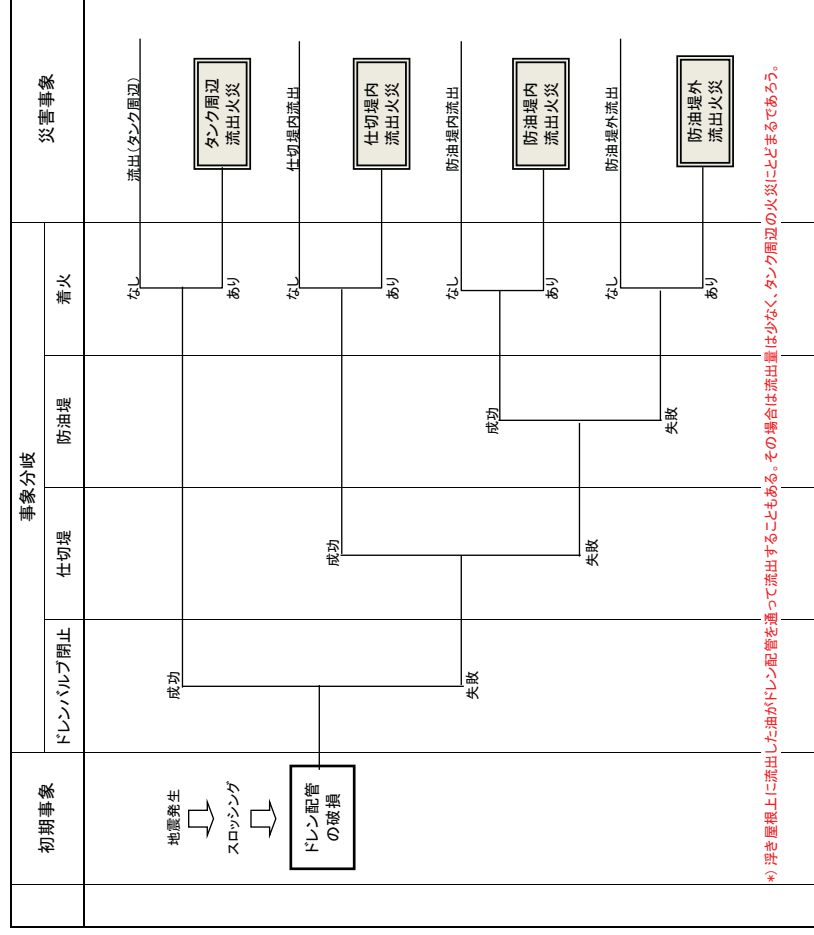 初期事象
事象分岐
災害事象
ドレンバルブ閉止
仕切堤
防油堤
着火
地震発生
スロッシング
ドレン配管
の破損
成功
失敗
成功
失敗
成功
失敗
なし
あり
なし
あり
なし
あり
なし
あり
流出(タンク周辺)
タンク周辺
流出火災
仕切堤内流出
仕切堤内
流出火災
防油堤内流出
防油堤内
流出火災
防油堤外流出
防油堤外
流出火災
*) 浮き屋根上に流出した油がドレン配管を通って流出することもある。その場合は流出量は少なく、タンク周辺の火災にとどまるであろう。